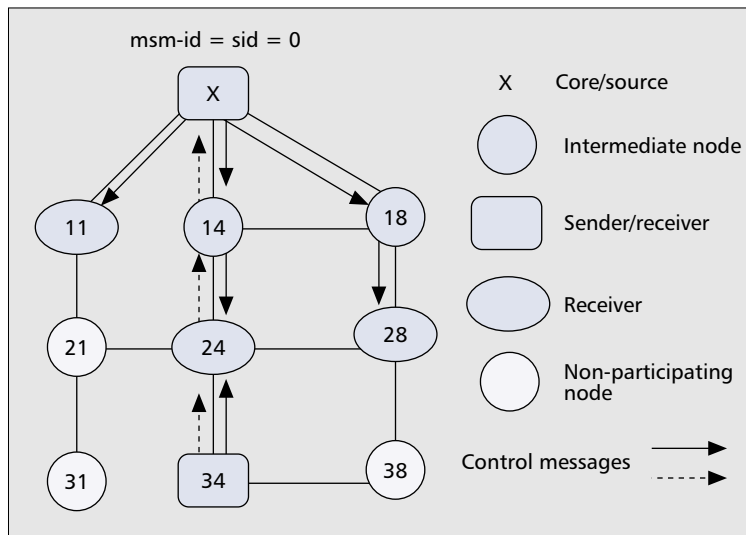 msm-id = sid = 0
X
11
14
18
21
24
28
31
34
38
X Core/source
Intermediate node
Sender/receiver
Receiver
Non-participating
node
Control messages